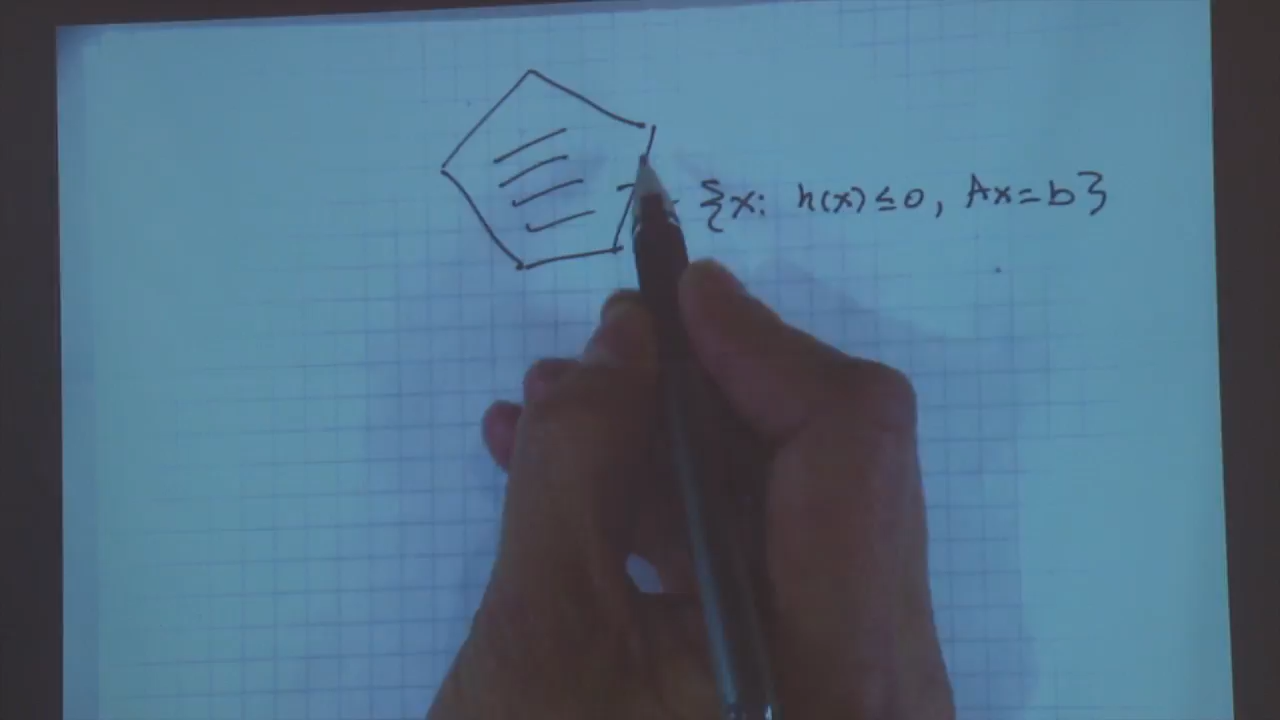 {x: h(x) ≤ 0, Ax = b}